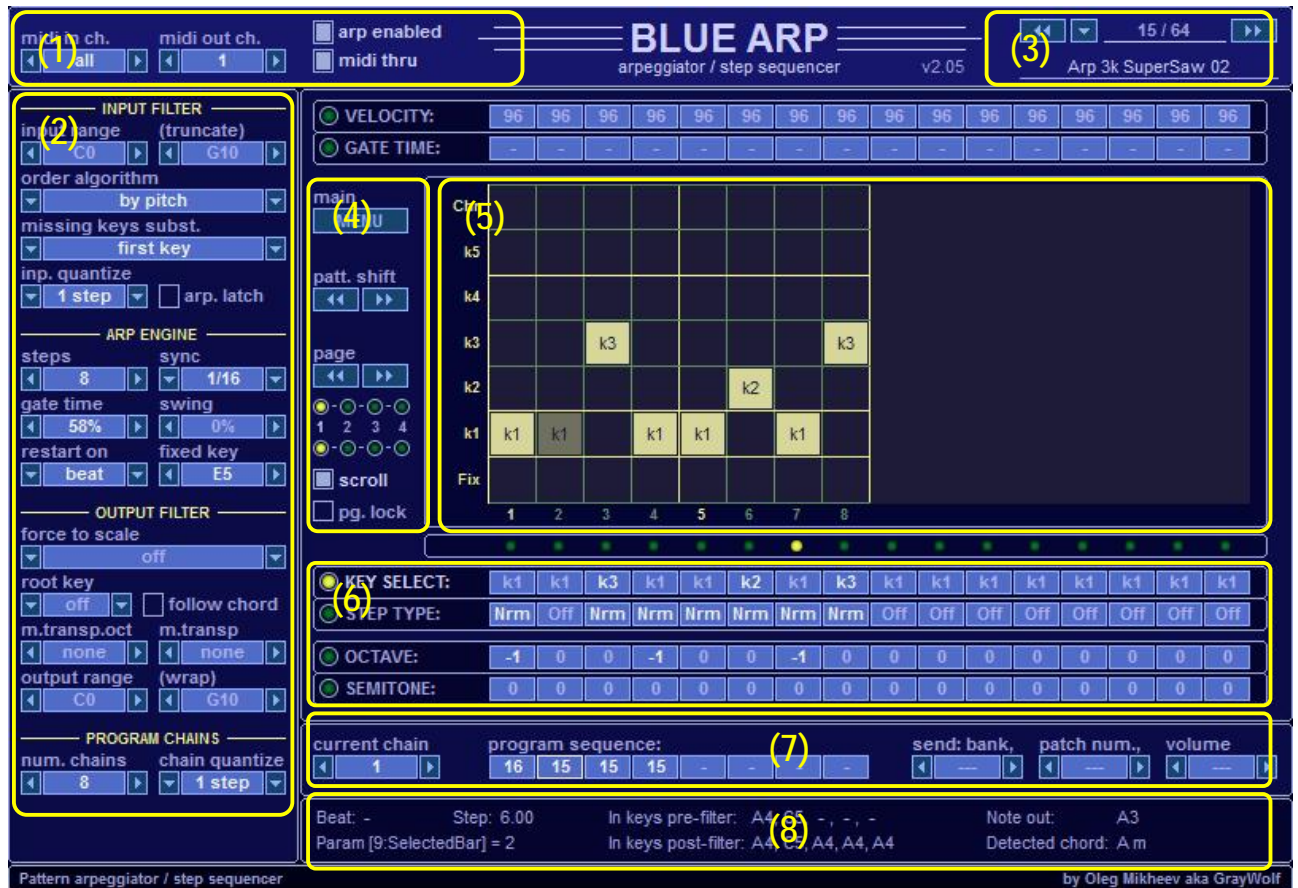 midi in ch. midi out ch. arp enabled BLUE ARP 15 / 64
(1) all 1 midi thru arpeggiator / step sequencer v2.05 (3) Arp 3k SuperSaw 02
INPUT FILTER
(2)
input range (truncate)
C0 G10
order algorithm
by pitch
missing keys subst.
first key
inp. quantize
1 step arp. latch
ARP ENGINE
steps sync
8 1/16
gate time swing
58% 0%
restart on fixed key
beat E5
OUTPUT FILTER
force to scale
off
root key
off follow chord
m.transp.oct m.transp
none none
output range (wrap)
C0 G10
PROGRAM CHAINS
num. chains chain quantize
8 1 step
VELOCITY: 96 96 96 96 96 96 96 96 96 96 96 96 96 96 96 96
GATE TIME: - - - - - - - - - - - - - - - -
main
(4)
MENU
patt. shift
page
1 2 3 4
scroll
pg. lock
(5)
k5
k4
k3 k3 k3
k2 k2
k1 k1 k1 k1 k1 k1
Fix
1 2 3 4 5 6 7 8
(6)
KEY SELECT: k1 k1 k3 k1 k1 k2 k1 k3 k1 k1 k1 k1 k1 k1 k1 k1
STEP TYPE: Nrm Off Nrm Nrm Nrm Nrm Nrm Nrm Off Off Off Off Off Off Off Off
OCTAVE: -1 0 0 -1 0 0 -1 0 0 0 0 0 0 0 0 0
SEMITONE: 0 0 0 0 0 0 0 0 0 0 0 0 0 0 0 0
current chain program sequence: (7) send: bank, patch num., volume
1 16 15 15 15 - - - - --- --- ---
Beat: - Step: 6.00 In keys pre-filter: A4, C5, - , - , - Note out: A3
(8)
Param [9:SelectedBar] = 2 In keys post-filter: A4, C5, A4, A4, A4 Detected chord: A m
Pattern arpeggiator / step sequencer by Oleg Mikheev aka GrayWolf